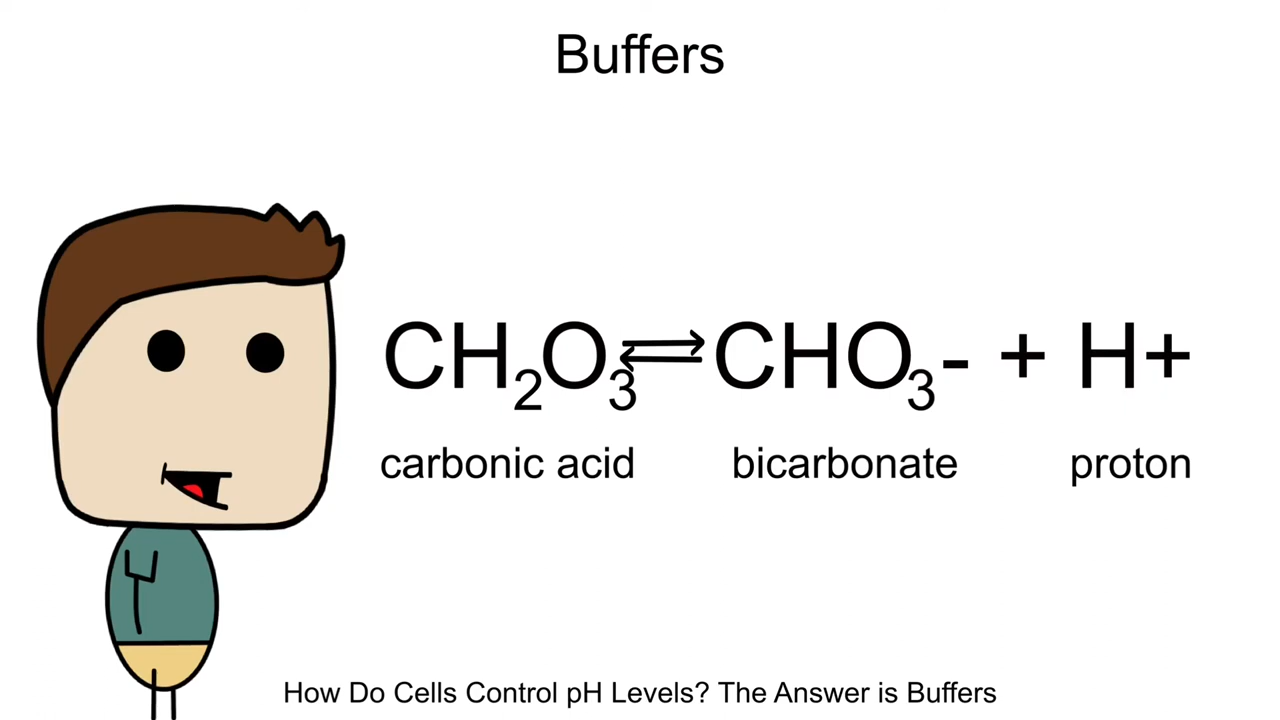 Buffers
CH₂O₃ ⇌ CHO₃- + H+
carbonic acid bicarbonate proton
How Do Cells Control pH Levels? The Answer is Buffers